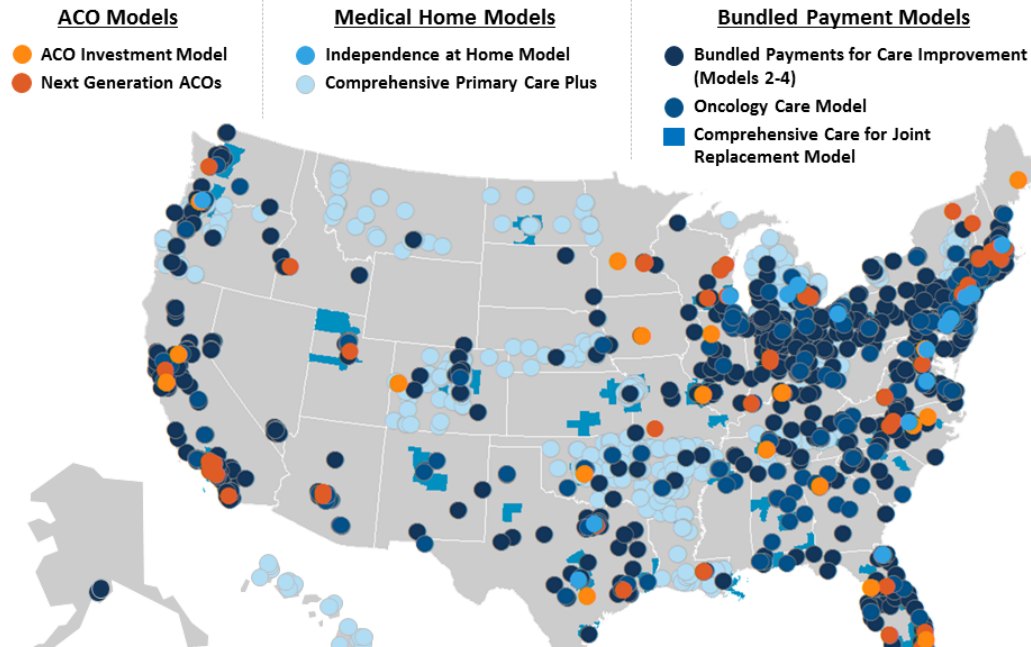 ACO Models
ACO Investment Model
Next Generation ACOs
Medical Home Models
Independence at Home Model
Comprehensive Primary Care Plus
Bundled Payment Models
Bundled Payments for Care Improvement
(Models 2-4)
Oncology Care Model
Comprehensive Care for Joint
Replacement Model